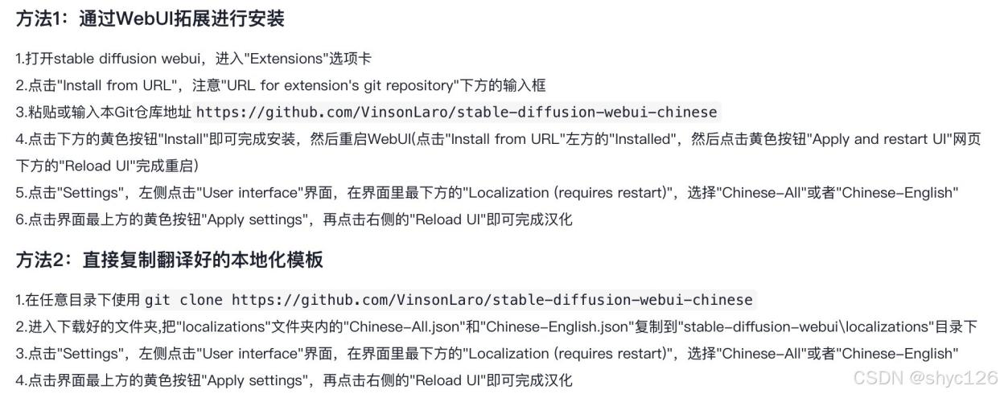 方法1：通过WebUI拓展进行安装
1.打开stable diffusion webui，进入"Extensions"选项卡
2.点击"Install from URL"，注意"URL for extension's git repository"下方的输入框
3.粘贴或输入本Git仓库地址 https://github.com/VinsonLaro/stable-diffusion-webui-chinese
4.点击下方的黄色按钮"Install"即可完成安装，然后重启WebUI(点击"Install from URL"左方的"Installed"，然后点击黄色按钮"Apply and restart UI"网页
下方的"Reload UI"完成重启)
5.点击"Settings"，左侧点击"User interface"界面，在界面里最下方的"Localization (requires restart)"，选择"Chinese-All"或者"Chinese-English"
6.点击界面最上方的黄色按钮"Apply settings"，再点击右侧的"Reload UI"即可完成汉化
方法2：直接复制翻译好的本地化模板
1.在任意目录下使用 git clone https://github.com/VinsonLaro/stable-diffusion-webui-chinese
2.进入下载好的文件夹,把"localizations"文件夹内的"Chinese-All.json"和"Chinese-English.json"复制到"stable-diffusion-webui\localizations"目录下
3.点击"Settings"，左侧点击"User interface"界面，在界面里最下方的"Localization (requires restart)"，选择"Chinese-All"或者"Chinese-English"
4.点击界面最上方的黄色按钮"Apply settings"，再点击右侧的"Reload UI"即可完成汉化
CSDN @shyc126